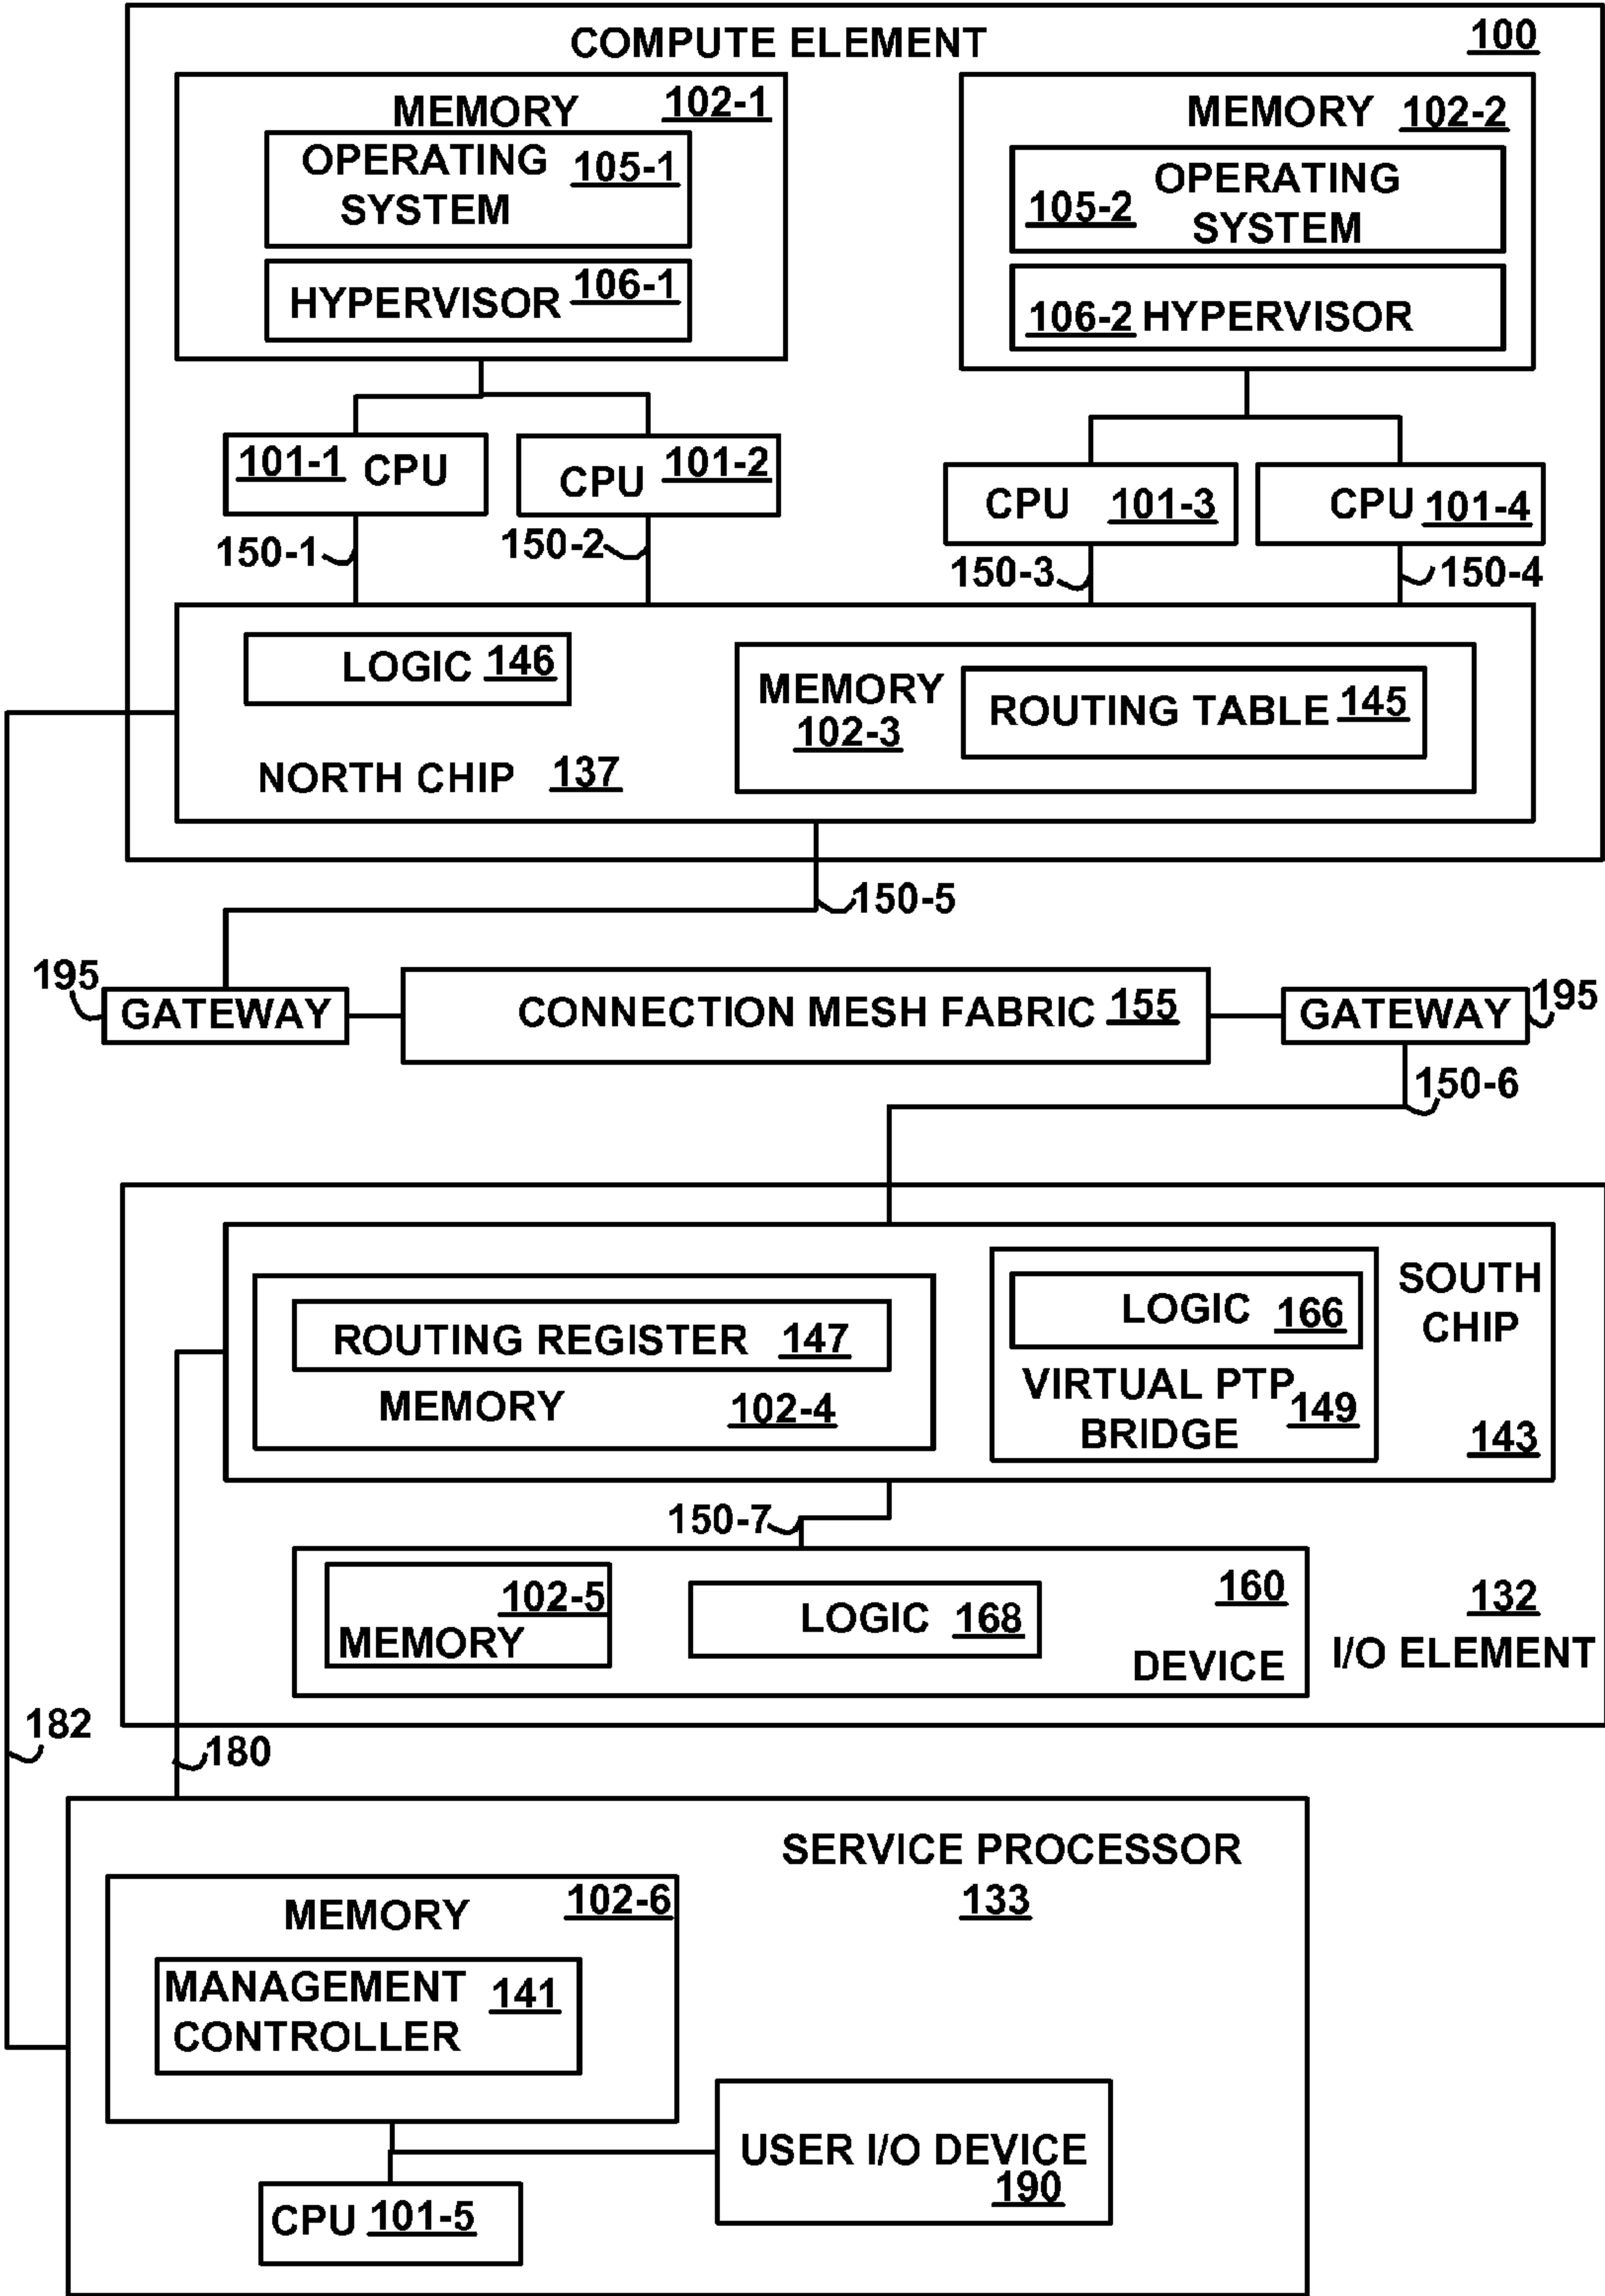 COMPUTE ELEMENT 100
MEMORY 102-1
OPERATING SYSTEM 105-1
HYPERVISOR 106-1
MEMORY 102-2
105-2 OPERATING SYSTEM
106-2 HYPERVISOR
101-1 CPU
CPU 101-2
CPU 101-3
CPU 101-4
150-1
150-2
150-3
150-4
LOGIC 146
MEMORY
102-3
ROUTING TABLE 145
NORTH CHIP 137
150-5
195
GATEWAY
CONNECTION MESH FABRIC 155
GATEWAY
195
150-6
ROUTING REGISTER 147
MEMORY 102-4
LOGIC 166
VIRTUAL PTP
BRIDGE 149
SOUTH
CHIP
143
150-7
102-5
MEMORY
LOGIC 168
160
DEVICE
132
I/O ELEMENT
182
180
SERVICE PROCESSOR
133
MEMORY 102-6
MANAGEMENT
CONTROLLER 141
USER I/O DEVICE
190
CPU 101-5